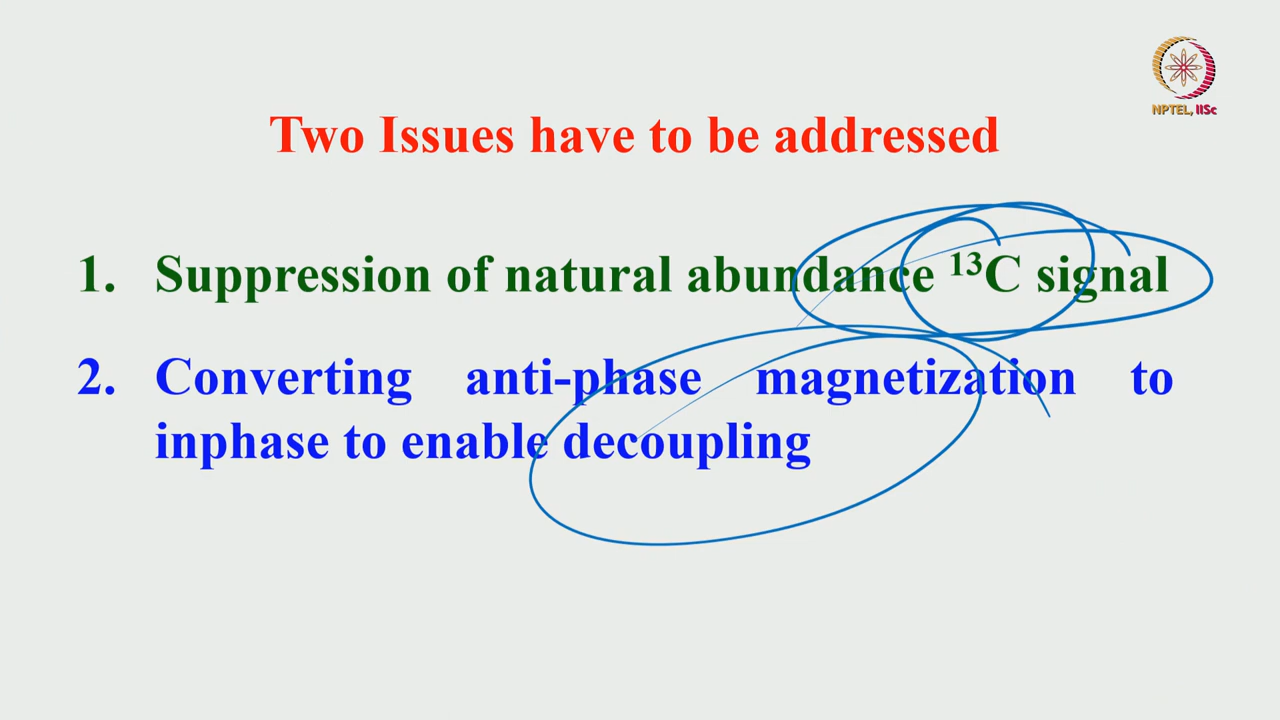 NPTEL, IISc
Two Issues have to be addressed
1. Suppression of natural abundance ¹³C signal
2. Converting anti-phase magnetization to
inphase to enable decoupling